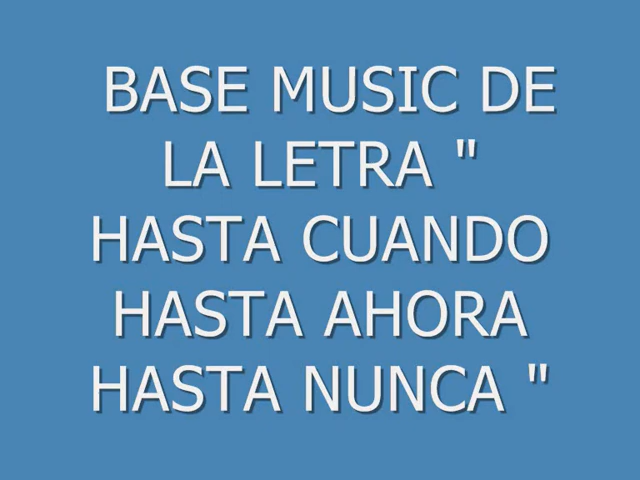 BASE MUSIC DE
LA LETRA "
HASTA CUANDO
HASTA AHORA
HASTA NUNCA "